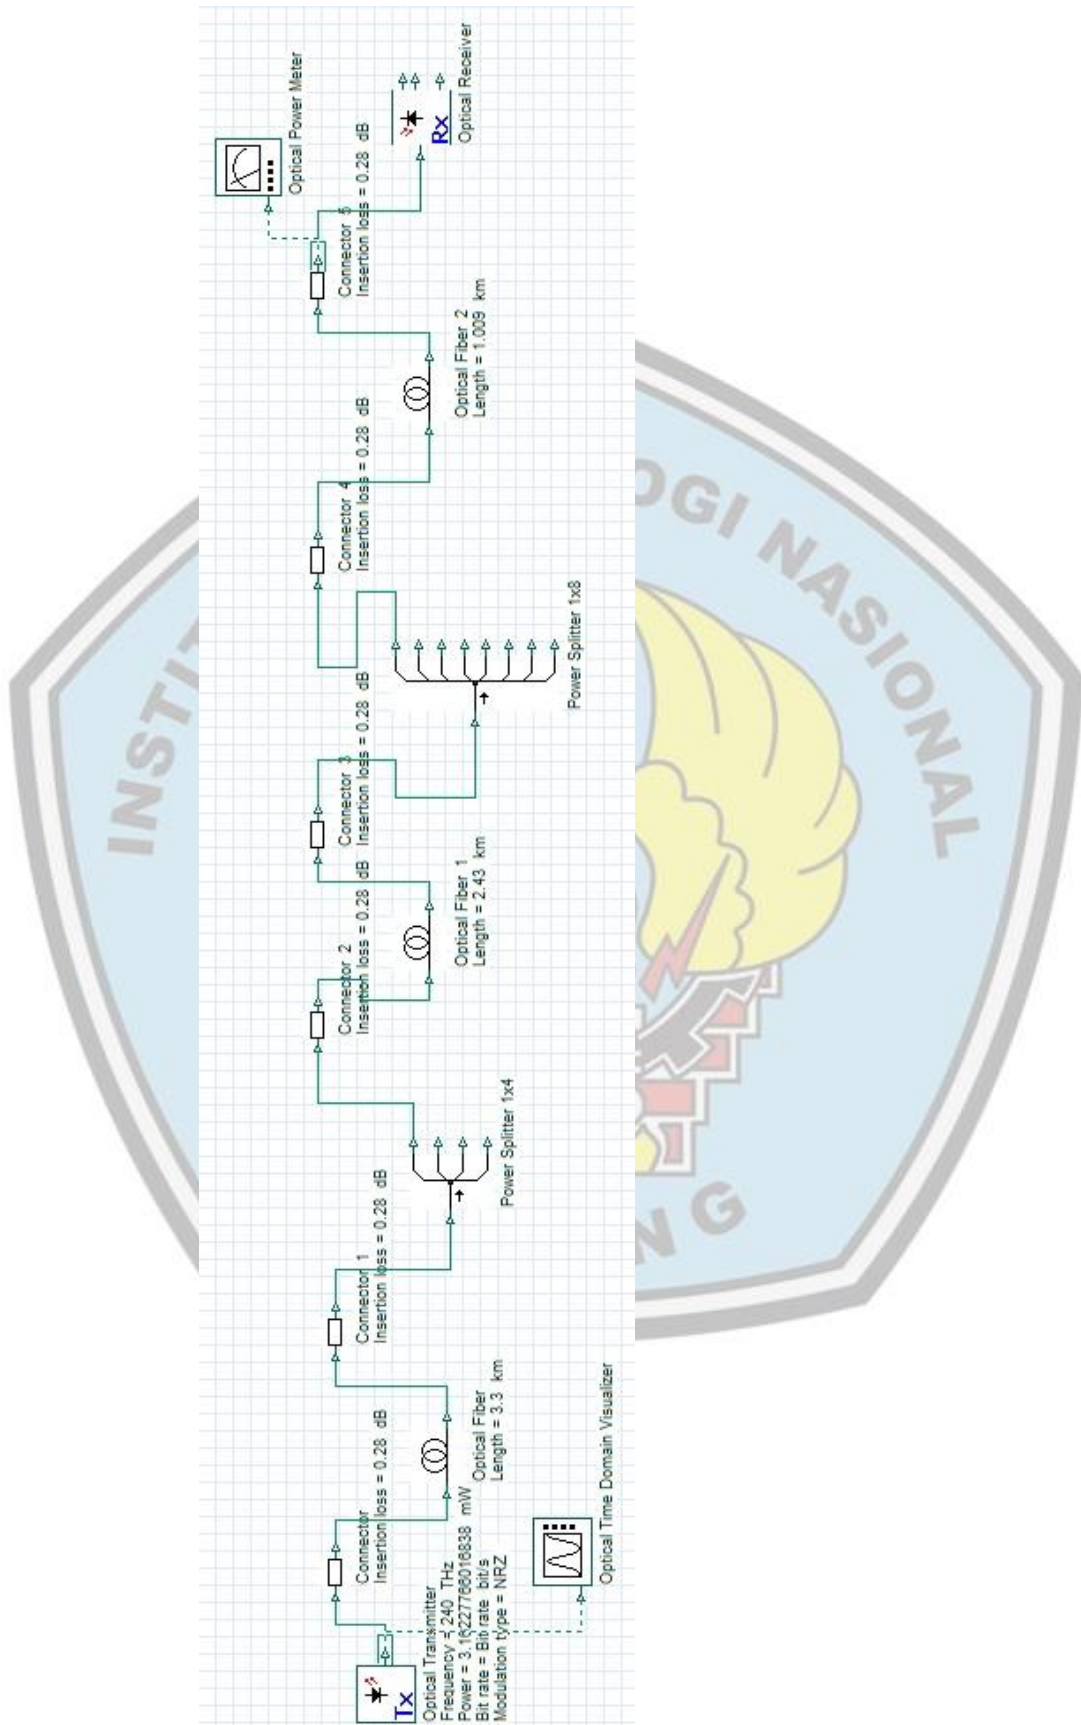 Tx
Optical Transmitter
Frequency = 240 THz
Power = 3.16227766016838 mW
Bit rate = Bit rate bit/s
Modulation type = NRZ
Optical Time Domain Visualizer
Connector
Insertion loss = 0.28 dB
Optical Fiber
Length = 3.3 km
Connector 1
Insertion loss = 0.28 dB
Power Splitter 1x4
Connector 2
Insertion loss = 0.28 dB
Optical Fiber 1
Length = 2.43 km
Connector 3
Insertion loss = 0.28 dB
Power Splitter 1x8
Connector 4
Insertion loss = 0.28 dB
Optical Fiber 2
Length = 1.009 km
Connector 5
Insertion loss = 0.28 dB
Optical Power Meter
Rx
Optical Receiver
INSTIT
OGI NASIONAL
NG